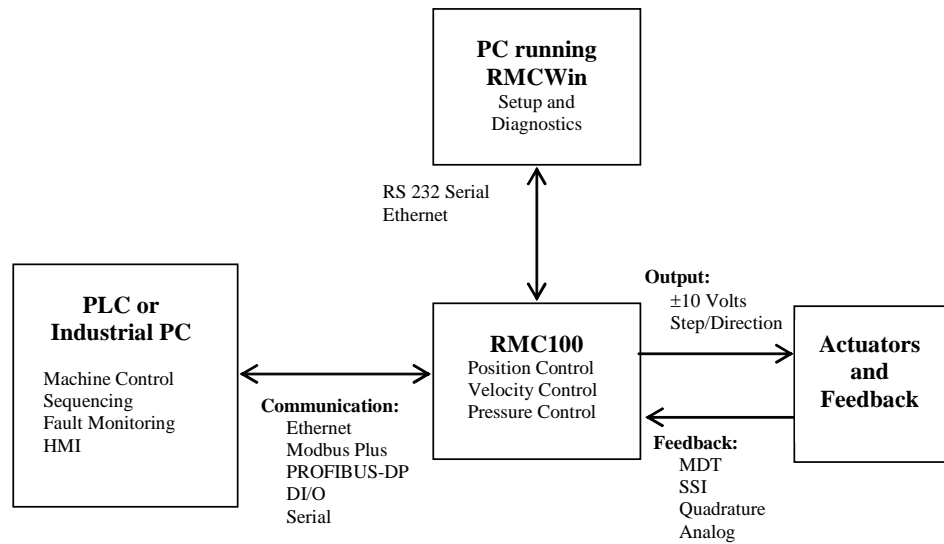 PC running
RMCWin
Setup and
Diagnostics
RS 232 Serial
Ethernet
PLC or
Industrial PC
Machine Control
Sequencing
Fault Monitoring
HMI
Communication:
Ethernet
Modbus Plus
PROFIBUS-DP
DI/O
Serial
RMC100
Position Control
Velocity Control
Pressure Control
Output:
±10 Volts
Step/Direction
Feedback:
MDT
SSI
Quadrature
Analog
Actuators
and
Feedback